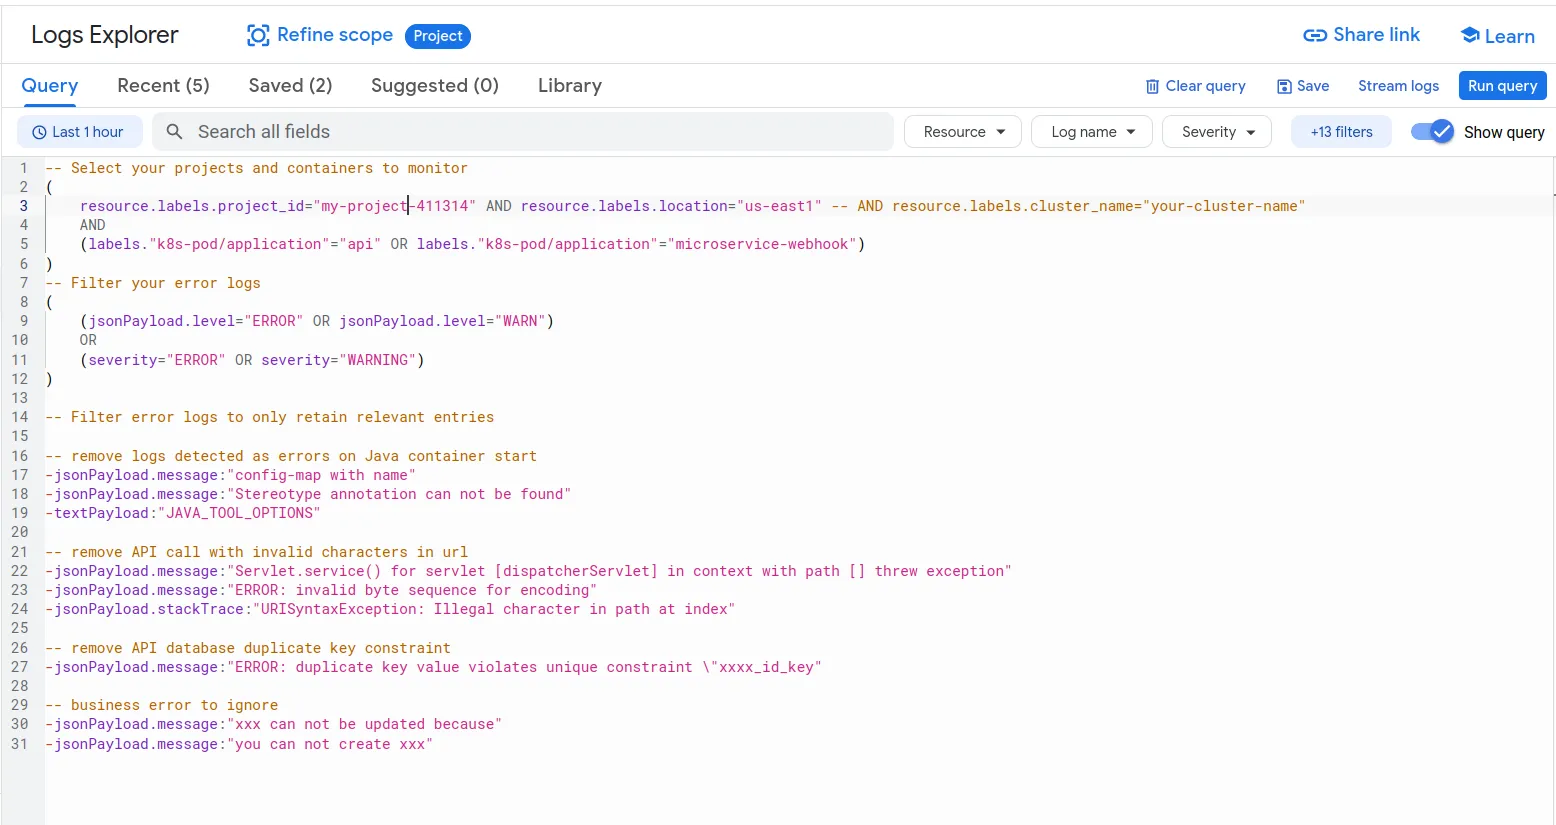 Logs Explorer Refine scope Project Share link Learn
Query Recent (5) Saved (2) Suggested (0) Library Clear query Save Stream logs Run query
Last 1 hour Search all fields Resource Log name Severity +13 filters Show query
1 -- Select your projects and containers to monitor
2 (
3 resource.labels.project_id="my-project-411314" AND resource.labels.location="us-east1" -- AND resource.labels.cluster_name="your-cluster-name"
4 AND
5 (labels."k8s-pod/application"="api" OR labels."k8s-pod/application"="microservice-webhook")
6 )
7 -- Filter your error logs
8 (
9 (jsonPayload.level="ERROR" OR jsonPayload.level="WARN")
10 OR
11 (severity="ERROR" OR severity="WARNING")
12 )
13
14 -- Filter error logs to only retain relevant entries
15
16 -- remove logs detected as errors on Java container start
17 -jsonPayload.message:"config-map with name"
18 -jsonPayload.message:"Stereotype annotation can not be found"
19 -textPayload:"JAVA_TOOL_OPTIONS"
20
21 -- remove API call with invalid characters in url
22 -jsonPayload.message:"Servlet.service() for servlet [dispatcherServlet] in context with path [] threw exception"
23 -jsonPayload.message:"ERROR: invalid byte sequence for encoding"
24 -jsonPayload.stackTrace:"URISyntaxException: Illegal character in path at index"
25
26 -- remove API database duplicate key constraint
27 -jsonPayload.message:"ERROR: duplicate key value violates unique constraint \"xxxx_id_key"
28
29 -- business error to ignore
30 -jsonPayload.message:"xxx can not be updated because"
31 -jsonPayload.message:"you can not create xxx"